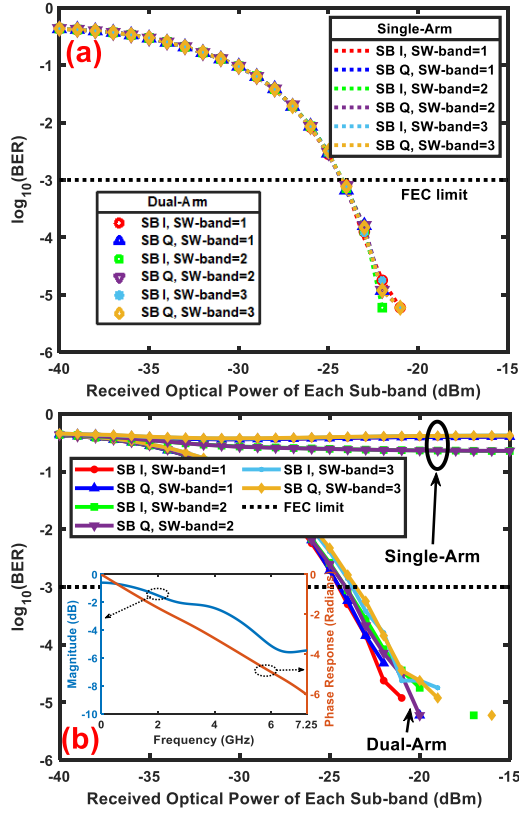 0
-1
-2
-3
-4
-5
-6
log10(BER)
(a)
Single-Arm
SB I, SW-band=1
SB Q, SW-band=1
SB I, SW-band=2
SB Q, SW-band=2
SB I, SW-band=3
SB Q, SW-band=3
FEC limit
Dual-Arm
SB I, SW-band=1
SB Q, SW-band=1
SB I, SW-band=2
SB Q, SW-band=2
SB I, SW-band=3
SB Q, SW-band=3
-40 -35 -30 -25 -20 -15
Received Optical Power of Each Sub-band (dBm)
0
-1
-2
-3
-4
-5
-6
log10(BER)
SB I, SW-band=1 SB I, SW-band=3
SB Q, SW-band=1 SB Q, SW-band=3
SB I, SW-band=2 FEC limit
SB Q, SW-band=2
Single-Arm
0
-2
-4
-6
-8
-10
Magnitude (dB)
0
-2
-4
-6
Phase Response (Radians)
0 2 4 6 7.25
Frequency (GHz)
Dual-Arm
(b)
-40 -35 -30 -25 -20 -15
Received Optical Power of Each Sub-band (dBm)